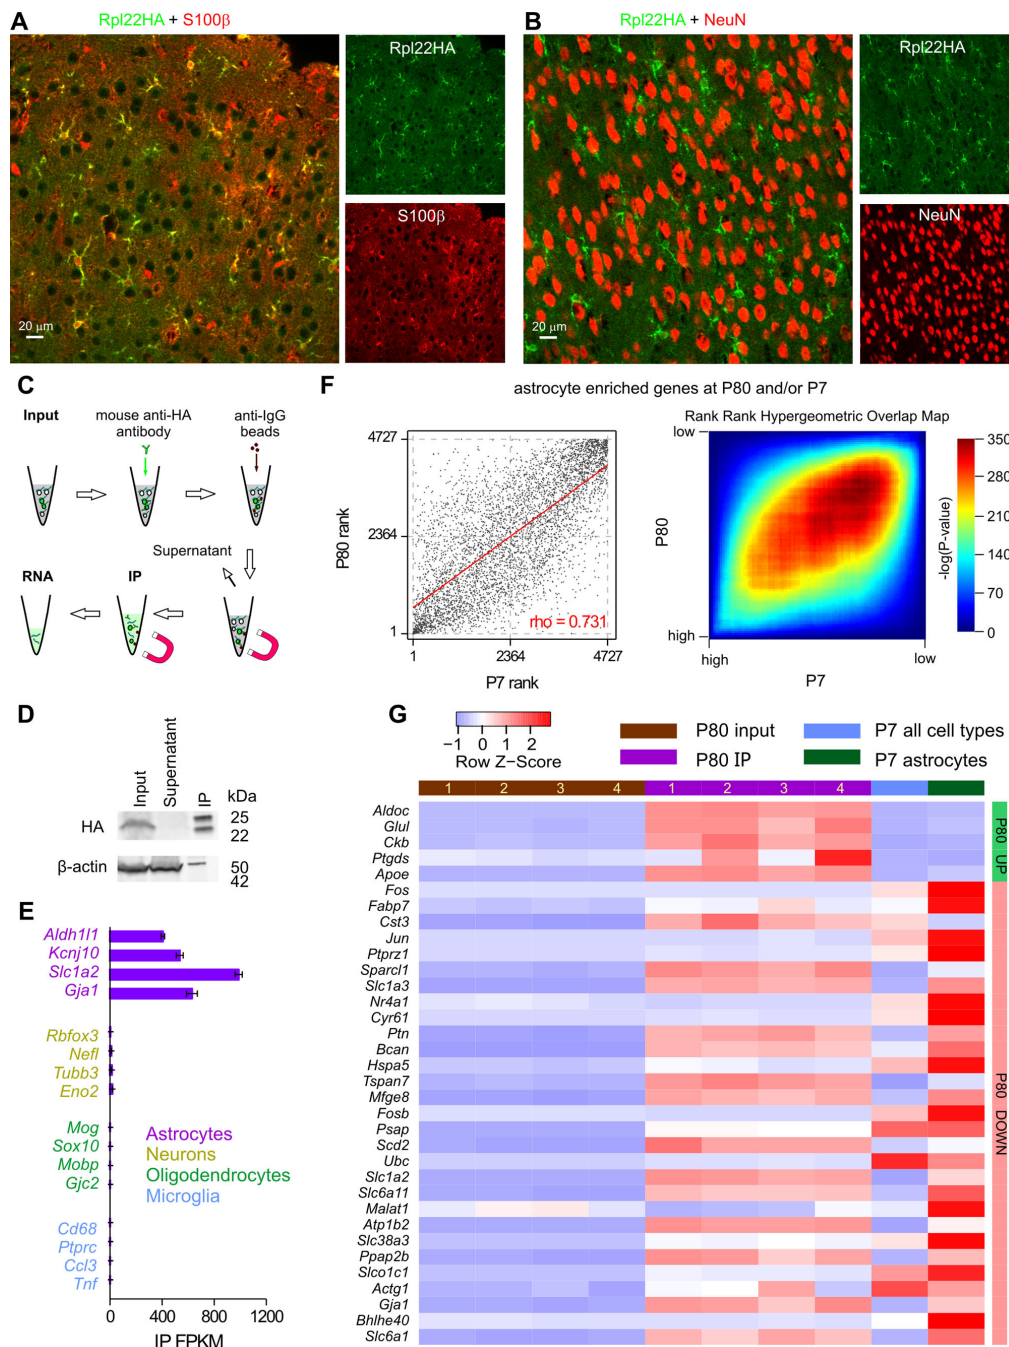 A
Rpl22HA + S100β
Rpl22HA
S100β
20 μm
B
Rpl22HA + NeuN
Rpl22HA
NeuN
20 μm
C
Input
mouse anti-HA
antibody
anti-IgG
beads
Supernatant
RNA
IP
D
Input
Supernatant
IP
kDa
HA
25
22
β-actin
50
42
E
Aldh1l1
Kcnj10
Slc1a2
Gja1
Rbfox3
Nefl
Tubb3
Eno2
Mog
Sox10
Mobp
Gjc2
Cd68
Ptprc
Ccl3
Tnf
Astrocytes
Neurons
Oligodendrocytes
Microglia
0 400 800 1200
IP FPKM
F
astrocyte enriched genes at P80 and/or P7
4727
2364
1
P80 rank
rho = 0.731
1 2364 4727
P7 rank
Rank Rank Hypergeometric Overlap Map
low
P80
high
high low
P7
350
280
210
140
70
0
-log(P-value)
G
−1 0 1 2
Row Z−Score
P80 input
P80 IP
P7 all cell types
P7 astrocytes
1 2 3 4 1 2 3 4
Aldoc
Glul
Ckb
Ptgds
Apoe
Fos
Fabp7
Cst3
Jun
Ptprz1
Sparcl1
Slc1a3
Nr4a1
Cyr61
Ptn
Bcan
Hspa5
Tspan7
Mfge8
Fosb
Psap
Scd2
Ubc
Slc1a2
Slc6a11
Malat1
Atp1b2
Slc38a3
Ppap2b
Slco1c1
Actg1
Gja1
Bhlhe40
Slc6a1
P80 UP
P80 DOWN